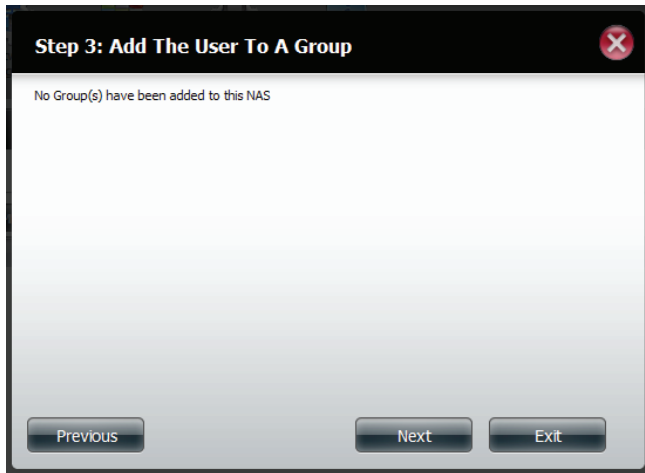 Step 3: Add The User To A Group
No Group(s) have been added to this NAS
Previous
Next
Exit